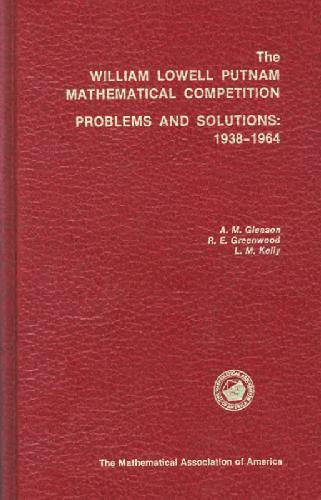 The
WILLIAM LOWELL PUTNAM
MATHEMATICAL COMPETITION
PROBLEMS AND SOLUTIONS:
1938–1964
A. M. Gleason
R. E. Greenwood
L. M. Kelly
The Mathematical Association of America